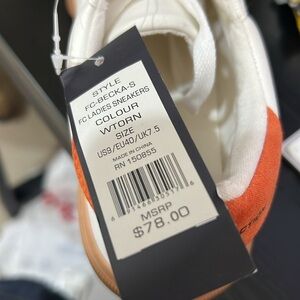 STYLE
FC-BECKA-S
FC LADIES SNEAKERS
COLOUR
WTORN
SIZE
US9/EU40/UK7.5
MADE IN CHINA
RN 150855
MSRP
$78.00